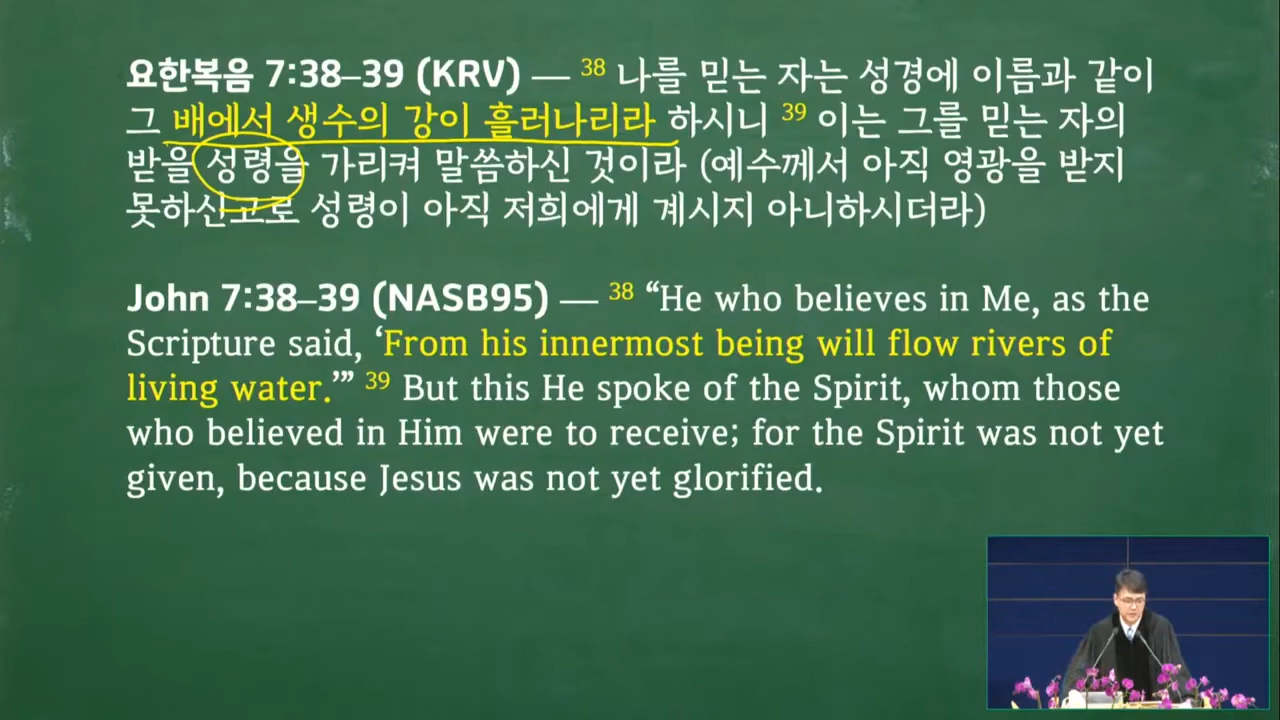 요한복음 7:38–39 (KRV) — 38 나를 믿는 자는 성경에 이름과 같이
그 배에서 생수의 강이 흘러나리라 하시니 39 이는 그를 믿는 자의
받을 성령을 가리켜 말씀하신 것이라 (예수께서 아직 영광을 받지
못하신고로 성령이 아직 저희에게 계시지 아니하시더라)
John 7:38–39 (NASB95) — 38 “He who believes in Me, as the
Scripture said, ‘From his innermost being will flow rivers of
living water.’” 39 But this He spoke of the Spirit, whom those
who believed in Him were to receive; for the Spirit was not yet
given, because Jesus was not yet glorified.